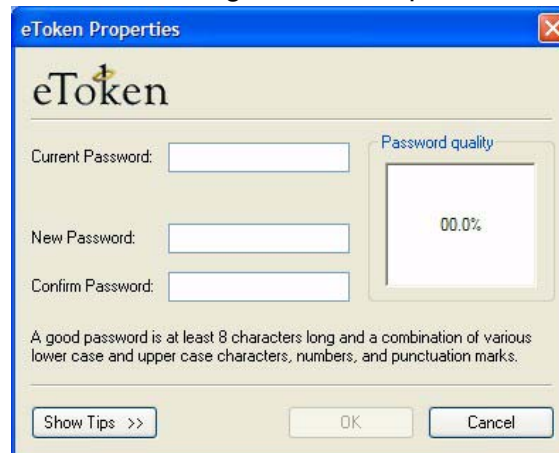 eToken Properties
eToken
Current Password:
Password quality
00.0%
New Password:
Confirm Password:
A good password is at least 8 characters long and a combination of various
lower case and upper case characters, numbers, and punctuation marks.
Show Tips >>
OK
Cancel